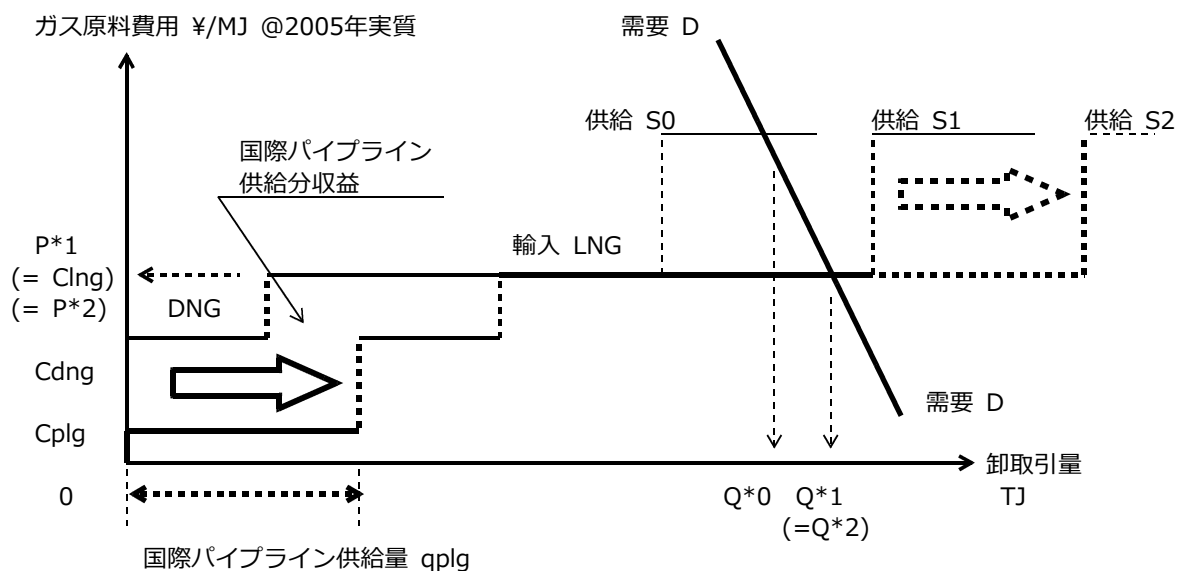 ガス原料費用 ¥/MJ @2005年実質
需要 D
供給 S0
供給 S1
供給 S2
国際パイプライン
供給分収益
P*1
(= Clng)
(= P*2)
輸入 LNG
DNG
Cdng
Cplg
需要 D
卸取引量
TJ
0
Q*0
Q*1
(=Q*2)
国際パイプライン供給量 qplg